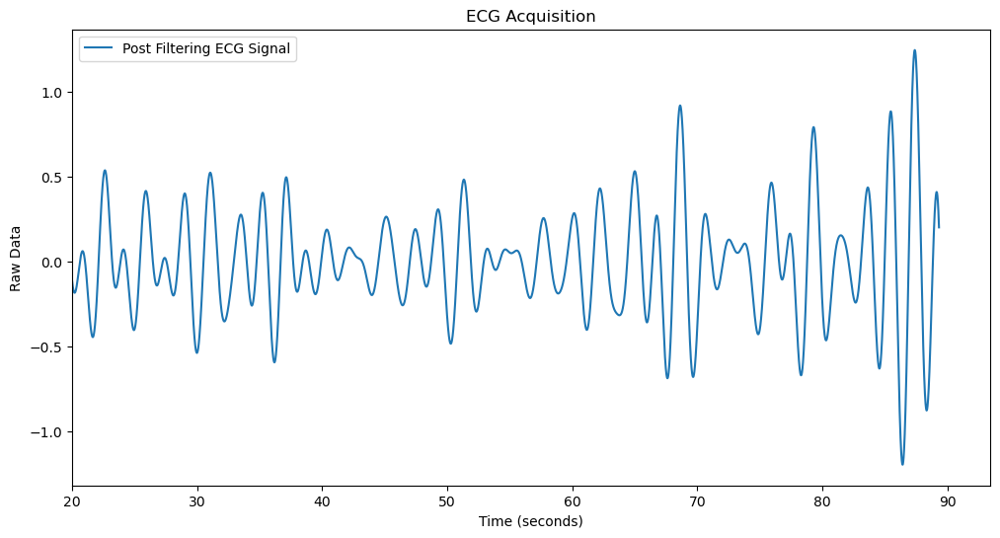 ECG Acquisition
Post Filtering ECG Signal
Raw Data
1.0
0.5
0.0
−0.5
−1.0
20 30 40 50 60 70 80 90
Time (seconds)